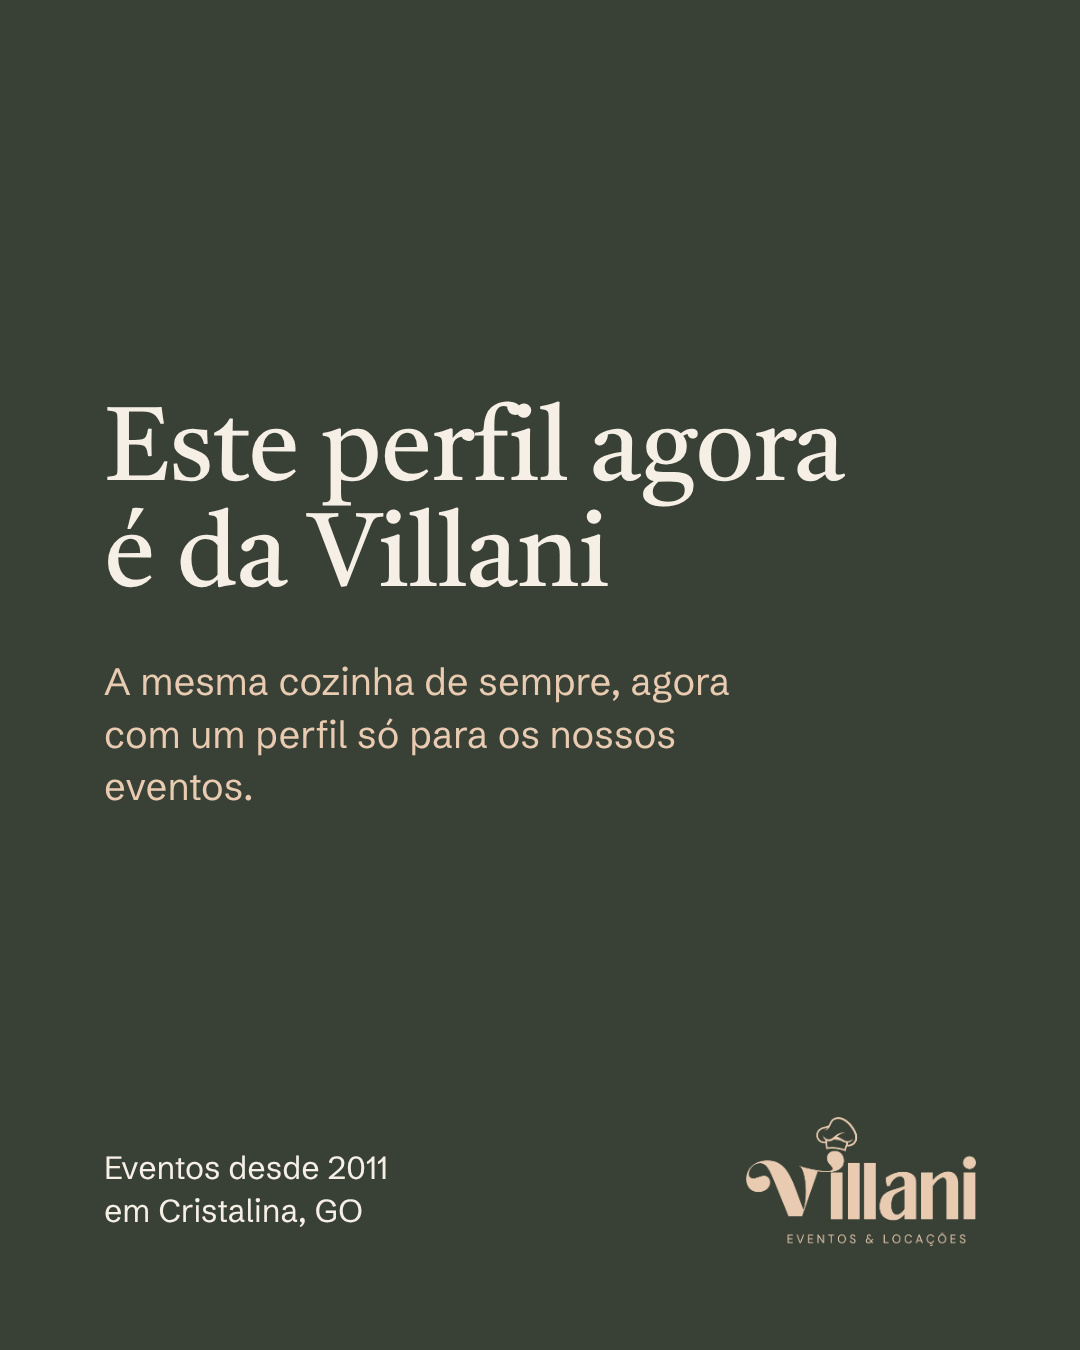 Este perfil agora
é da Villani
A mesma cozinha de sempre, agora
com um perfil só para os nossos
eventos.
Eventos desde 2011
em Cristalina, GO
Villani
EVENTOS & LOCAÇÕES